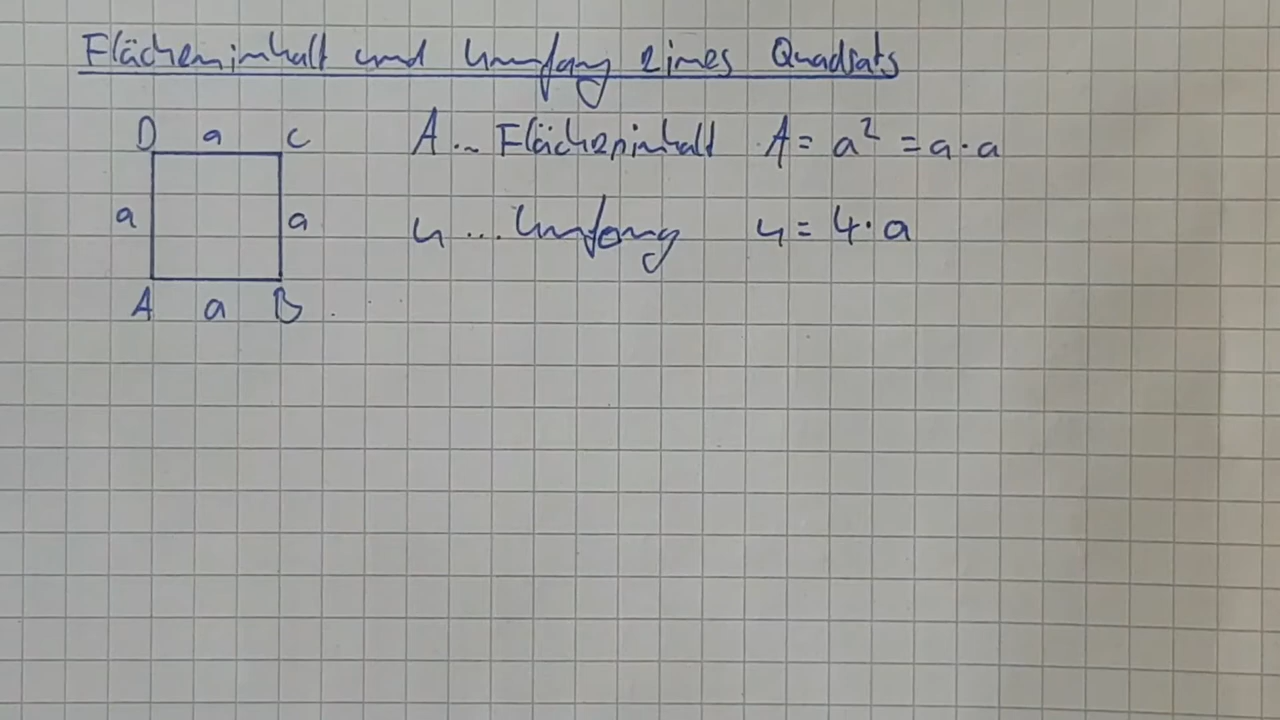 Flächeninhalt und Umfang eines Quadrats
D a C
A ... Flächeninhalt A = a² = a · a
a a
u ... Umfang u = 4 · a
A a B